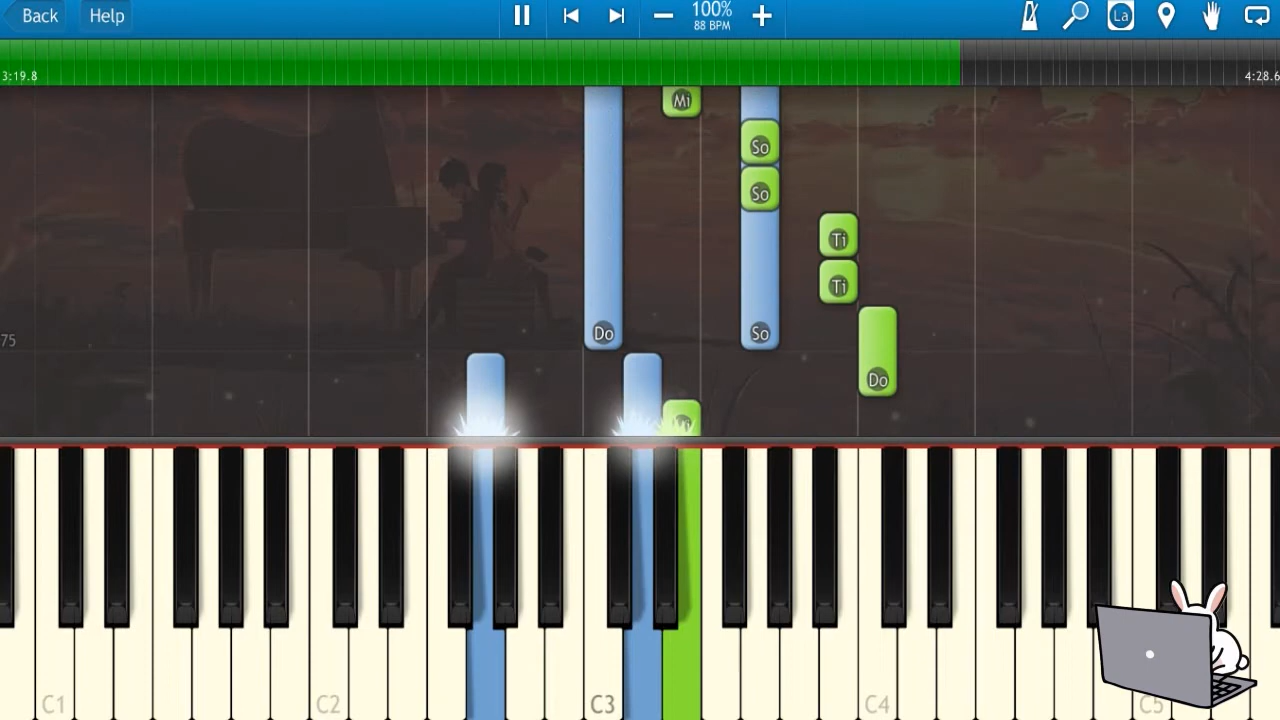 Back Help 100% La
88 BPM
3:19.8 4:28.6
Mi
So
So
Ti
Ti
Do So
75
Do
C1 C2 C3 C4 C5